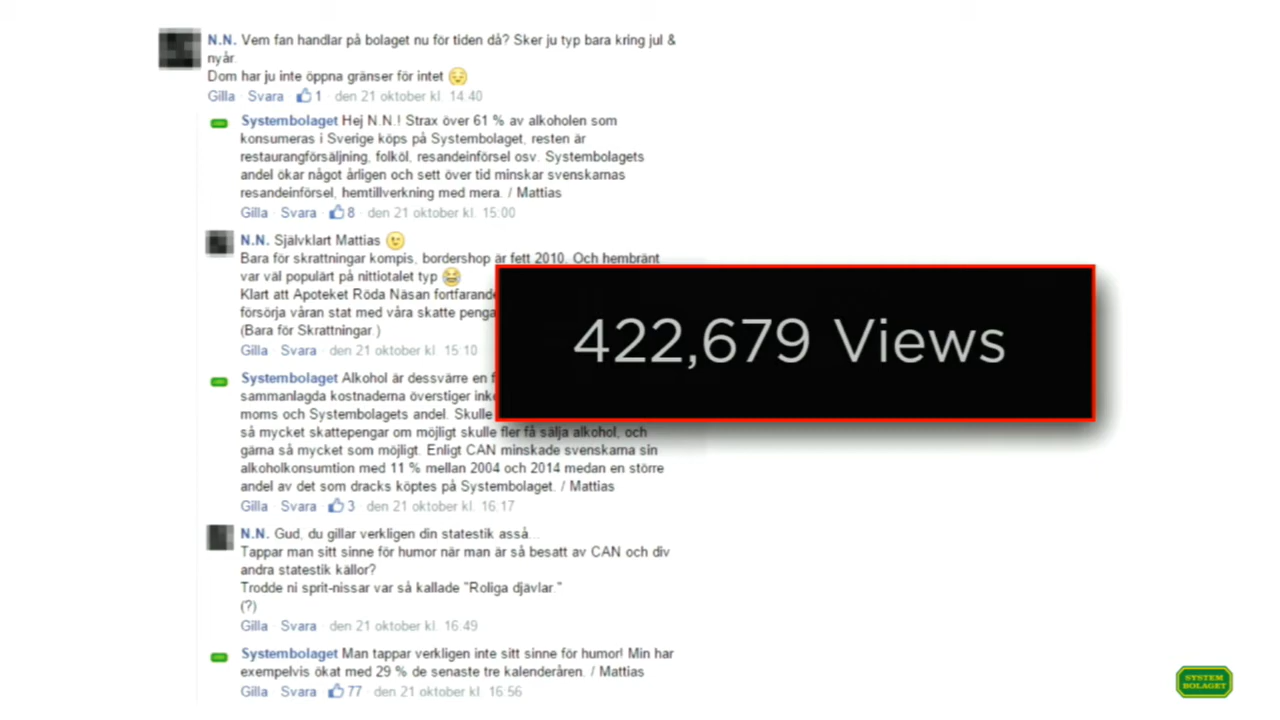 N.N. Vem fan handlar på bolaget nu för tiden då? Sker ju typ bara kring jul &
nyår.
Dom har ju inte öppna gränser för intet
Gilla · Svara · 1 · den 21 oktober kl. 14:40
Systembolaget Hej N.N.! Strax över 61 % av alkoholen som
konsumeras i Sverige köps på Systembolaget, resten är
restaurangförsäljning, folköl, resandeinförsel osv. Systembolagets
andel ökar något årligen och sett över tid minskar svenskarnas
resandeinförsel, hemtillverkning med mera. / Mattias
Gilla · Svara · 8 · den 21 oktober kl. 15:00
N.N. Självklart Mattias
Bara för skrattningar kompis, bordershop är fett 2010. Och hembränt
var väl populärt på nittiotalet typ
Klart att Apoteket Röda Näsan fortfarande
försörja våran stat med våra skatte penga
(Bara för Skrattningar.)
Gilla · Svara · den 21 oktober kl. 15:10
422,679 Views
Systembolaget Alkohol är dessvärre en
sammanlagda kostnaderna överstiger
moms och Systembolagets andel. Skulle
så mycket skattepengar om möjligt skulle fler få sälja alkohol, och
gärna så mycket som möjligt. Enligt CAN minskade svenskarna sin
alkoholkonsumtion med 11 % mellan 2004 och 2014 medan en större
andel av det som dracks köptes på Systembolaget. / Mattias
Gilla · Svara · 3 · den 21 oktober kl. 16:17
N.N. Gud, du gillar verkligen din statestik asså...
Tappar man sitt sinne för humor när man är så besatt av CAN och div
andra statestik källor?
Trodde ni sprit-nissar var så kallade "Roliga djävlar."
(?)
Gilla · Svara · den 21 oktober kl. 16:49
Systembolaget Man tappar verkligen inte sitt sinne för humor! Min har
exempelvis ökat med 29 % de senaste tre kalenderåren. / Mattias
Gilla · Svara · 77 · den 21 oktober kl. 16:56
SYSTEM
BOLAGET